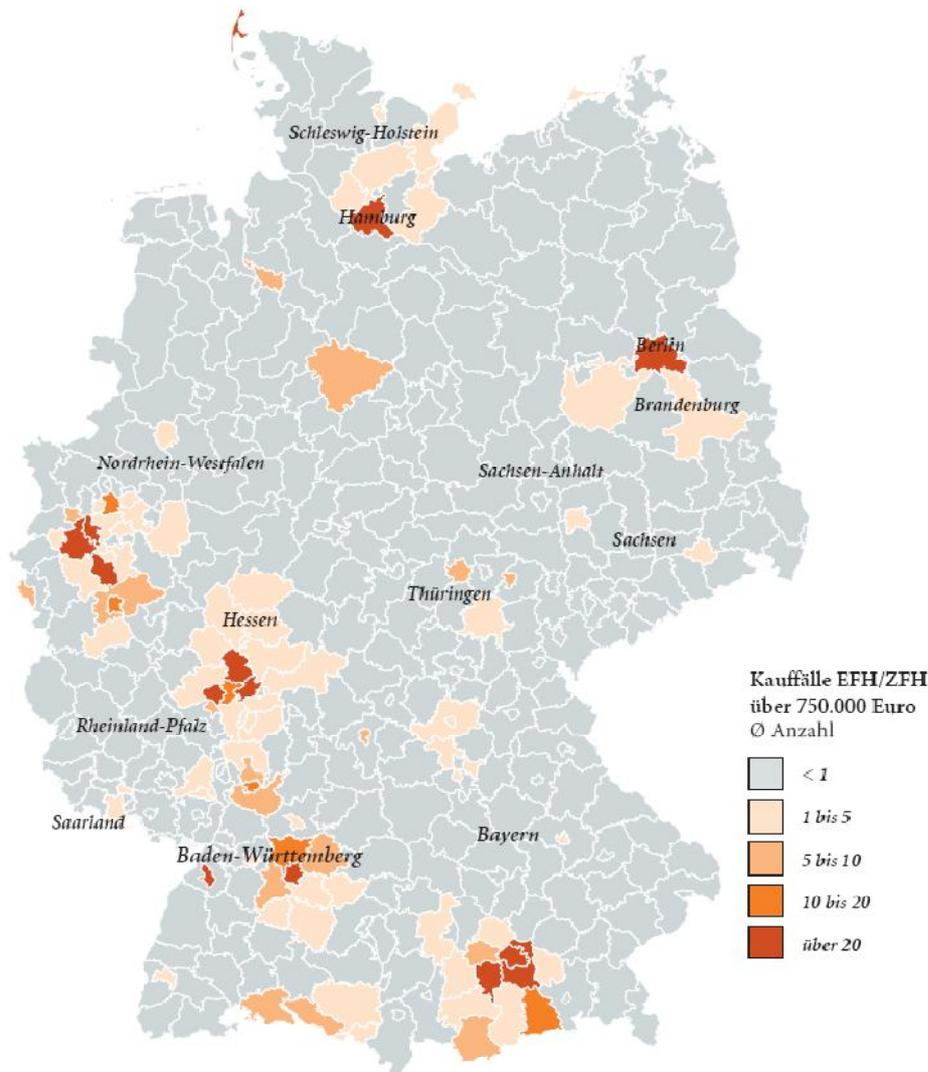 Schleswig-Holstein
Hamburg
Berlin
Brandenburg
Nordrhein-Westfalen
Sachsen-Anhalt
Sachsen
Thüringen
Hessen
Rheinland-Pfalz
Saarland
Bayern
Baden-Württemberg
Kauffälle EFH/ZFH
über 750.000 Euro
Ø Anzahl
< 1
1 bis 5
5 bis 10
10 bis 20
über 20